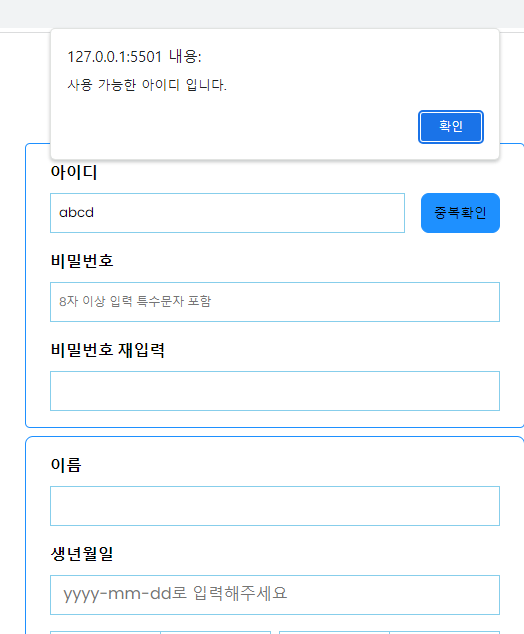 127.0.0.1:5501 내용:
사용 가능한 아이디 입니다.
확인
아이디
abcd
중복확인
비밀번호
8자 이상 입력 특수문자 포함
비밀번호 재입력
이름
생년월일
yyyy-mm-dd로 입력해주세요